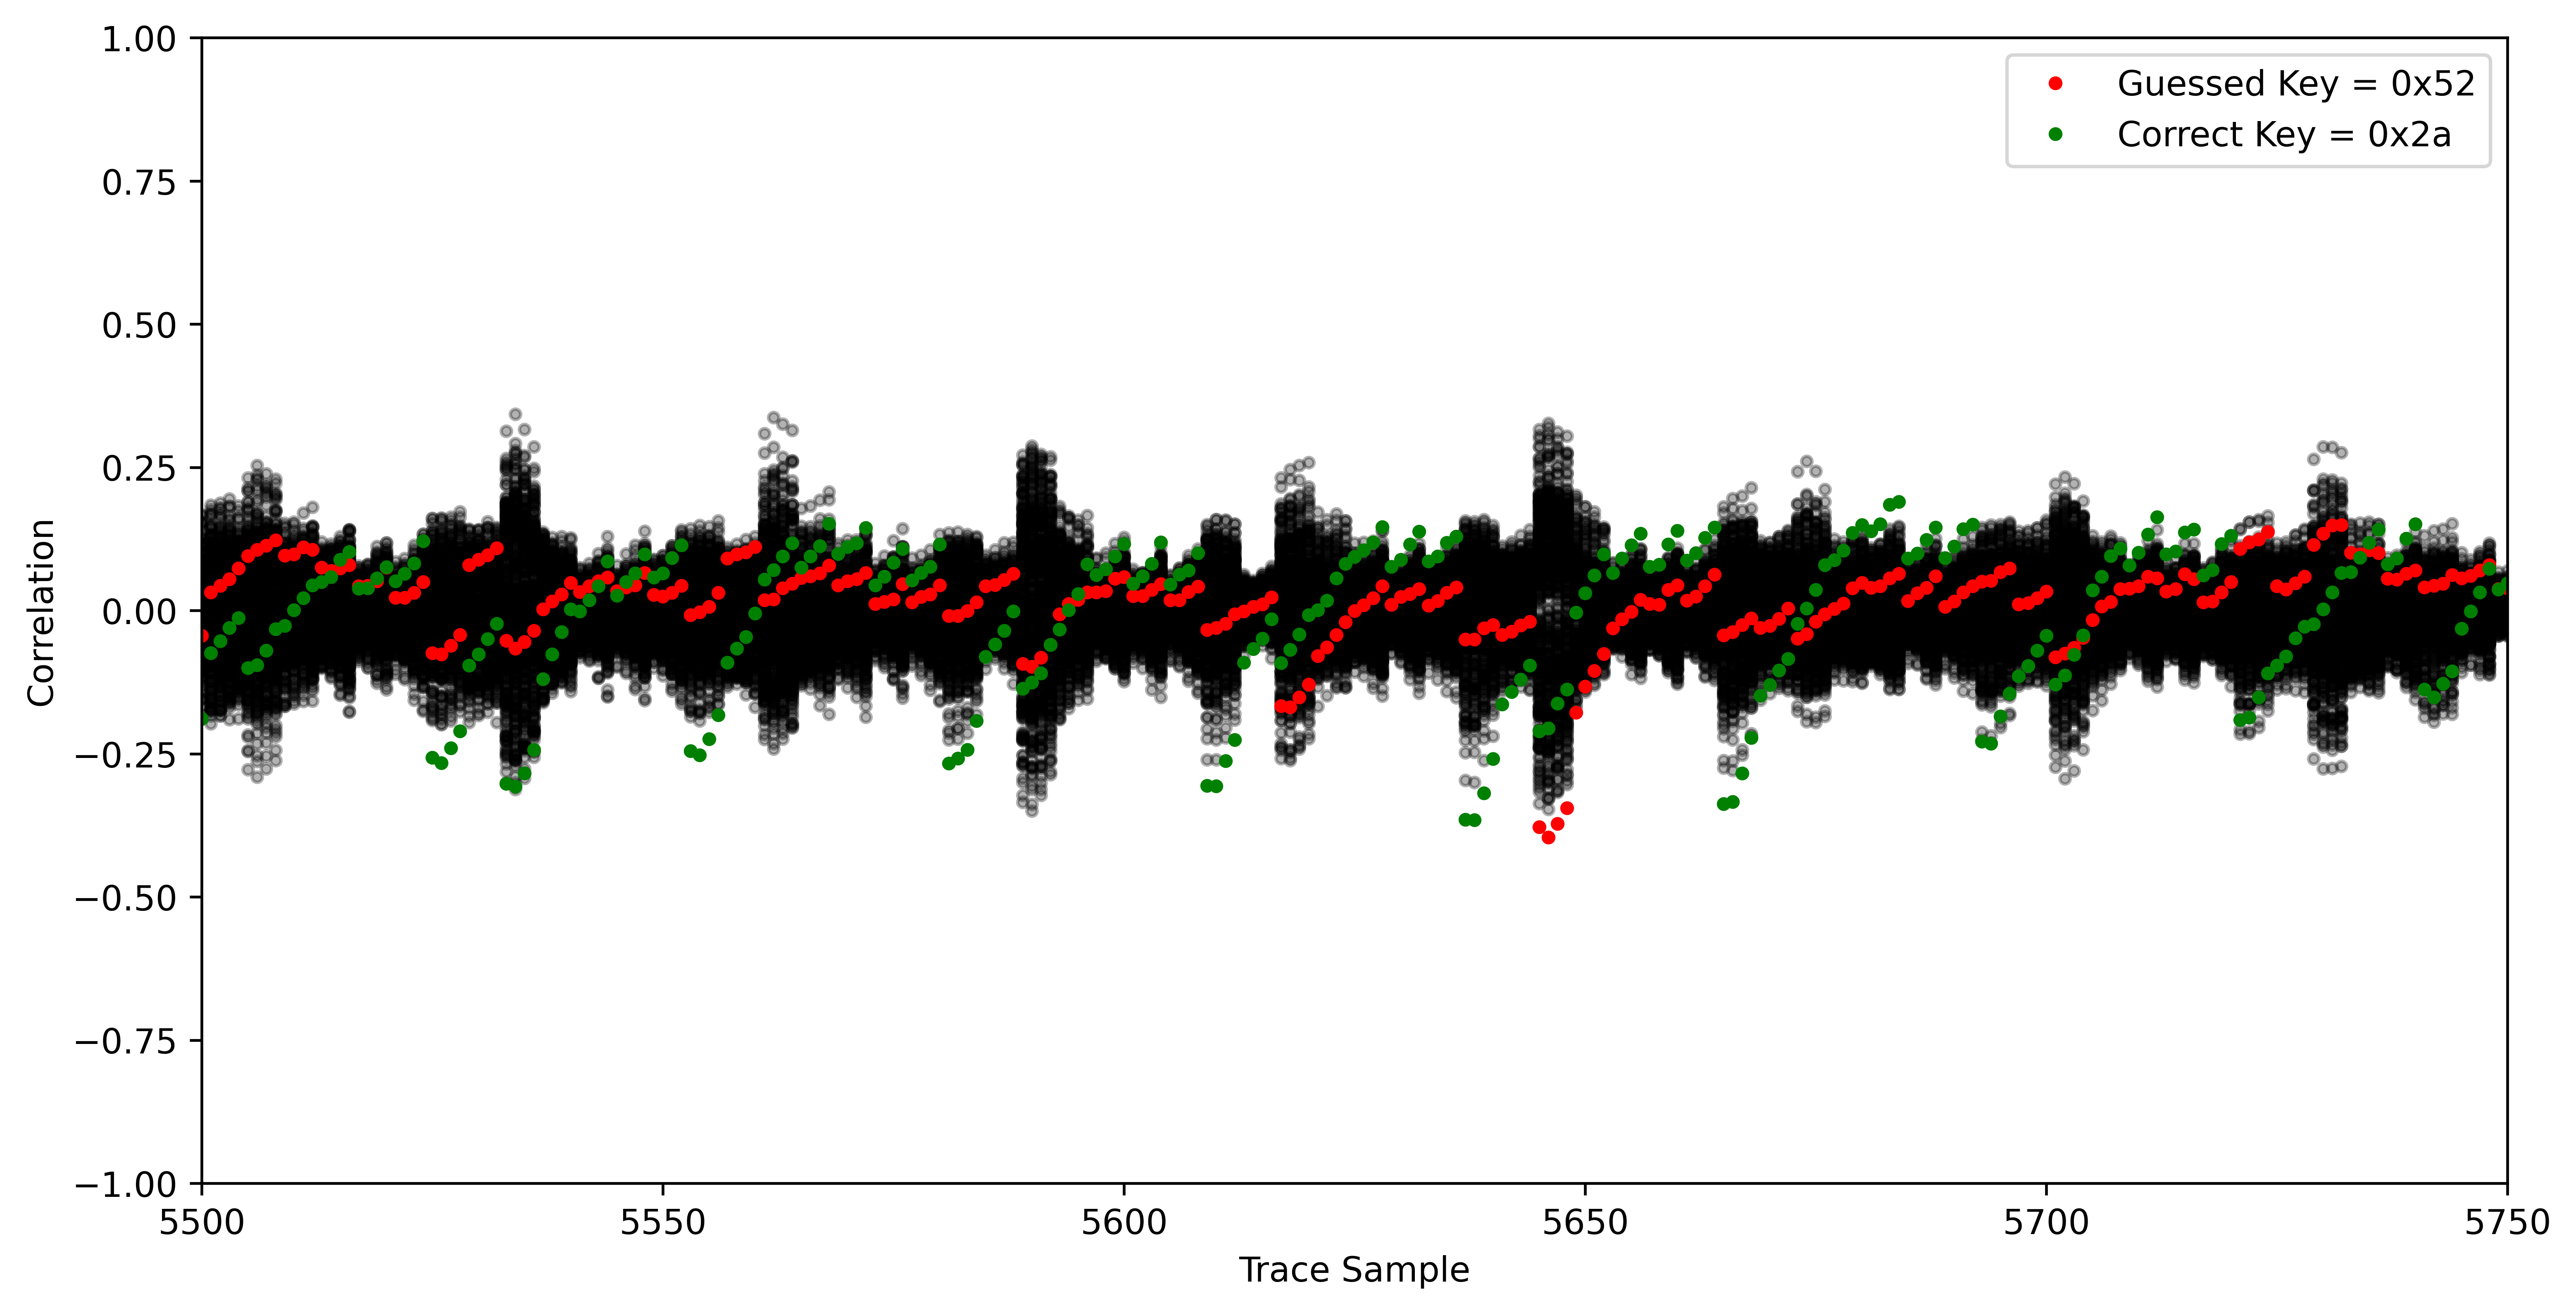 1.00
0.75
0.50
0.25
0.00
−0.25
−0.50
−0.75
−1.00
Correlation
Guessed Key = 0x52
Correct Key = 0x2a
5500 5550 5600 5650 5700 5750
Trace Sample